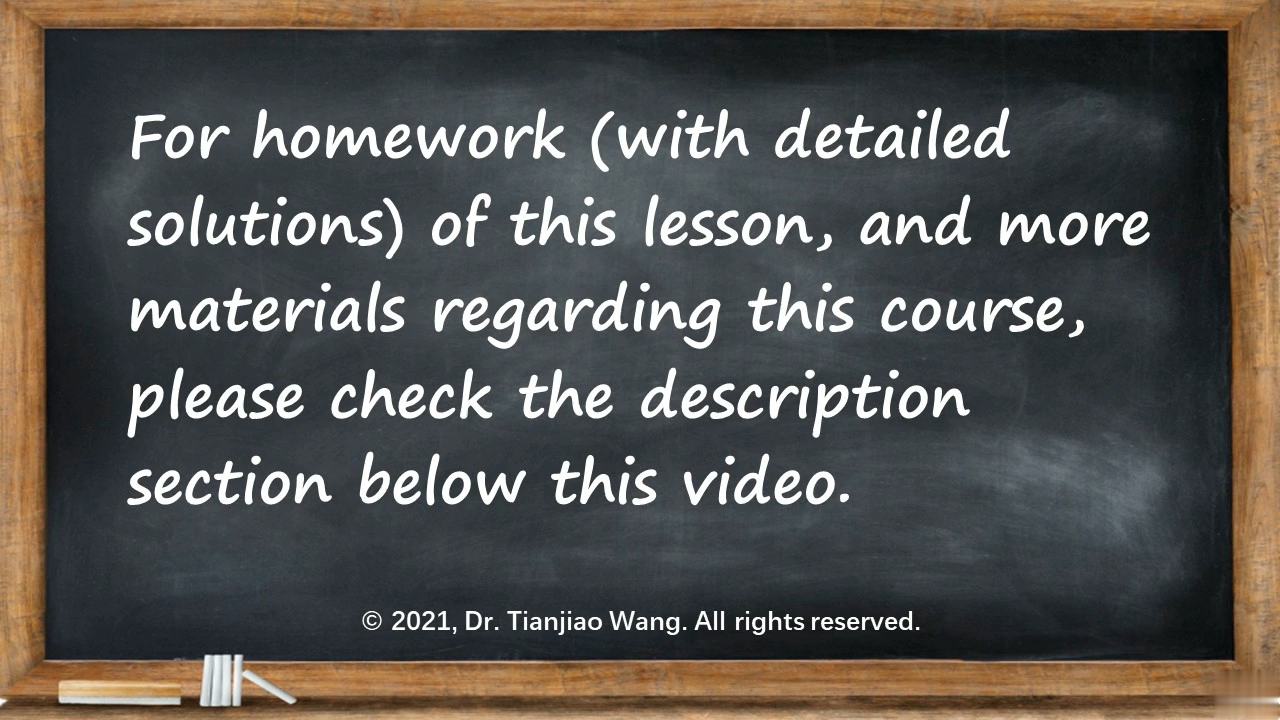 For homework (with detailed
solutions) of this lesson, and more
materials regarding this course,
please check the description
section below this video.
© 2021, Dr. Tianjiao Wang. All rights reserved.